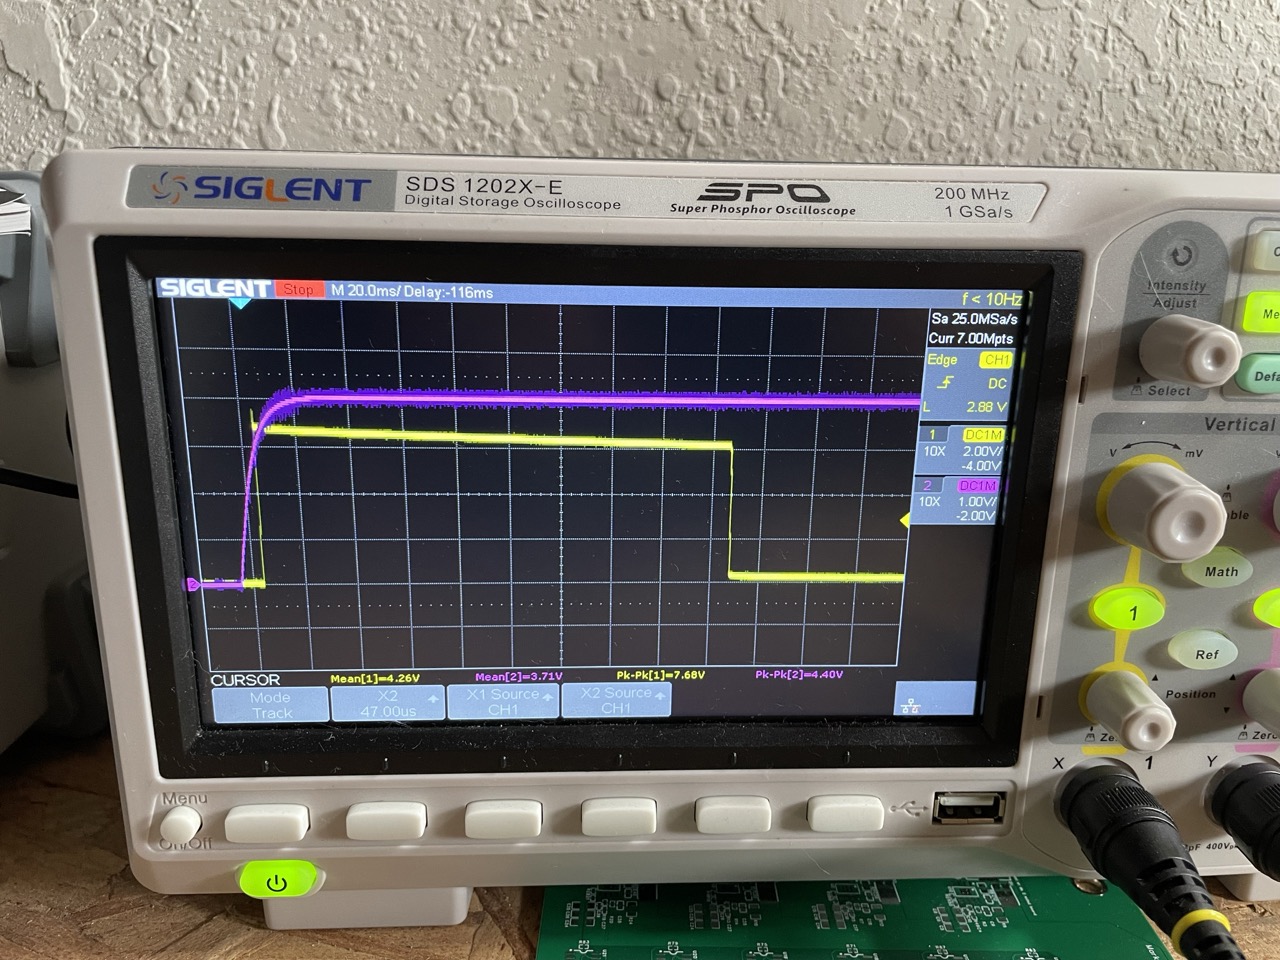 SIGLENT SDS 1202X-E
Digital Storage Oscilloscope
SPO
Super Phosphor Oscilloscope
200 MHz
1 GSa/s
SIGLENT Stop M 20.0ms/ Delay:-116ms f < 10Hz
Sa 25.0MSa/s
Curr 7.00Mpts
Edge CH1
DC
L 2.88 V
1 DC1M
10X 2.00V/
-4.00V
2 DC1M
10X 1.00V/
-2.00V
2
CURSOR Mean[1]=4.26V Mean[2]=3.71V Pk-Pk[1]=7.68V Pk-Pk[2]=4.40V
Mode
Track
X2
47.00us
X1 Source
CH1
X2 Source
CH1
Menu
On/Off
Intensity
Adjust
Select
Defa
Vertical
V mV
Math
1
Ref
Position
X 1 Y
400V